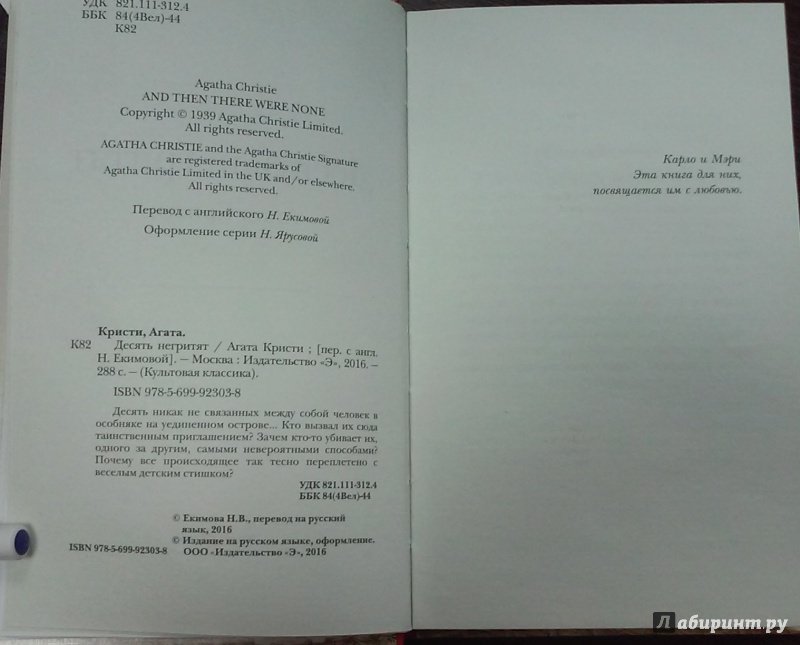 УДК 821.111-312.4
ББК 84(4Вел)-44
К82
Agatha Christie
AND THEN THERE WERE NONE
Copyright © 1939 Agatha Christie Limited.
All rights reserved.
AGATHA CHRISTIE and the Agatha Christie Signature
are registered trademarks of
Agatha Christie Limited in the UK and/or elsewhere.
All rights reserved.
Перевод с английского Н. Екимовой
Оформление серии Н. Ярусовой
Кристи, Агата.
К82 Десять негритят / Агата Кристи ; [пер. с англ.
Н. Екимовой]. — Москва : Издательство «Э», 2016. —
288 с. — (Культовая классика).
ISBN 978-5-699-92303-8
Десять никак не связанных между собой человек в
особняке на уединенном острове... Кто вызвал их сюда
таинственным приглашением? Зачем кто-то убивает их,
одного за другим, самыми невероятными способами?
Почему все происходящее так тесно переплетено с
веселым детским стишком?
УДК 821.111-312.4
ББК 84(4Вел)-44
© Екимова Н.В., перевод на русский
язык, 2016
© Издание на русском языке, оформление.
ISBN 978-5-699-92303-8 ООО «Издательство «Э», 2016
Карло и Мэри
Эта книга для них,
посвящается им с любовью.
Лабиринт.ру